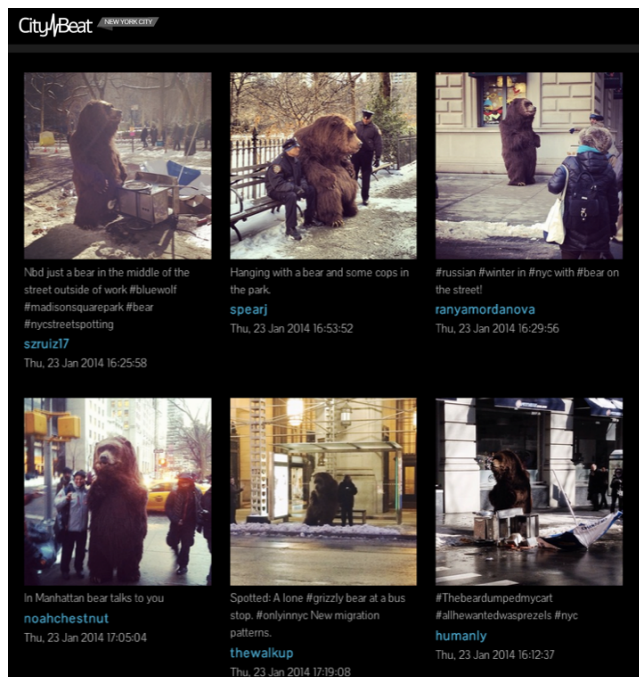 City Beat
NEW YORK CITY
Nbd just a bear in the middle of the
street outside of work #bluewolf
#madisonsquarepark #bear
#nycstreetspotting
szruiz17
Thu, 23 Jan 2014 16:25:58
Hanging with a bear and some cops in
the park.
spearj
Thu, 23 Jan 2014 16:53:52
#russian #winter in #nyc with #bear on
the street!
ranyamordanova
Thu, 23 Jan 2014 16:29:56
In Manhattan bear talks to you
noahchestnut
Thu, 23 Jan 2014 17:05:04
Spotted: A lone #grizzly bear at a bus
stop. #onlyinnyc New migration
patterns.
thewalkup
Thu, 23 Jan 2014 17:19:08
#Thebeardumpedmycart
#allhewantedwasprezels #nyc
humanly
Thu, 23 Jan 2014 16:12:37